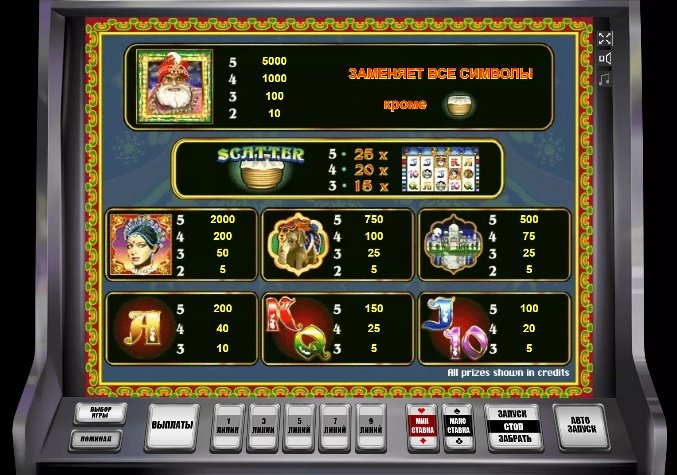 5 5000
4 1000
3 100
2 10
ЗАМЕНЯЕТ ВСЕ СИМВОЛЫ
кроме
SCATTER
5 · 25 x
4 · 20 x
3 · 15 x
5 2000
4 200
3 50
2 5
5 750
4 100
3 25
2 5
5 500
4 75
3 25
2 5
A
5 200
4 40
3 10
K Q
5 150
4 25
3 5
J 10
5 100
4 20
3 5
All prizes shown in credits
ВЫБОР
ИГРЫ
НОМИНАЛ
ВЫПЛАТЫ
1
ЛИНИЯ
3
ЛИНИИ
5
ЛИНИЙ
7
ЛИНИЙ
9
ЛИНИЙ
МИН
СТАВКА
МАКС
СТАВКА
ЗАПУСК
СТОП
ЗАБРАТЬ
АВТО
ЗАПУСК